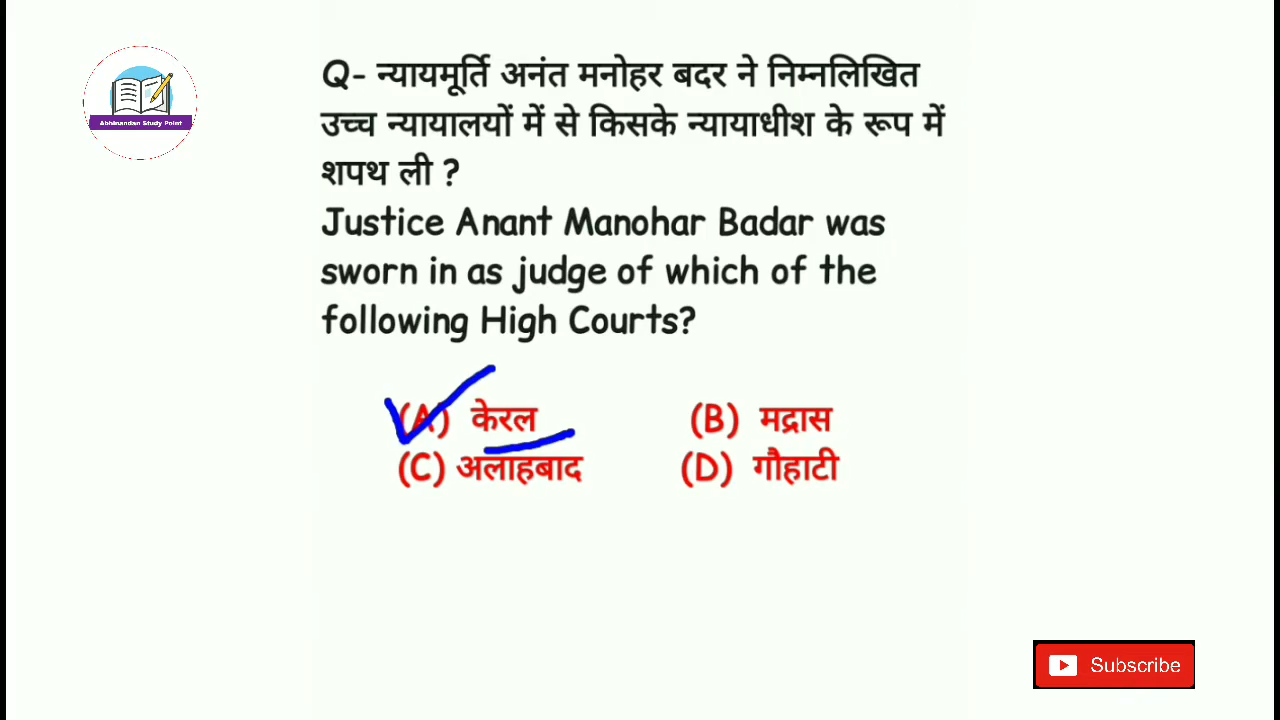 Abhinandan Study Point
Q- न्यायमूर्ति अनंत मनोहर बदर ने निम्नलिखित
उच्च न्यायालयों में से किसके न्यायाधीश के रूप में
शपथ ली ?
Justice Anant Manohar Badar was
sworn in as judge of which of the
following High Courts?
(A) केरल (B) मद्रास
(C) अलाहबाद (D) गौहाटी
Subscribe